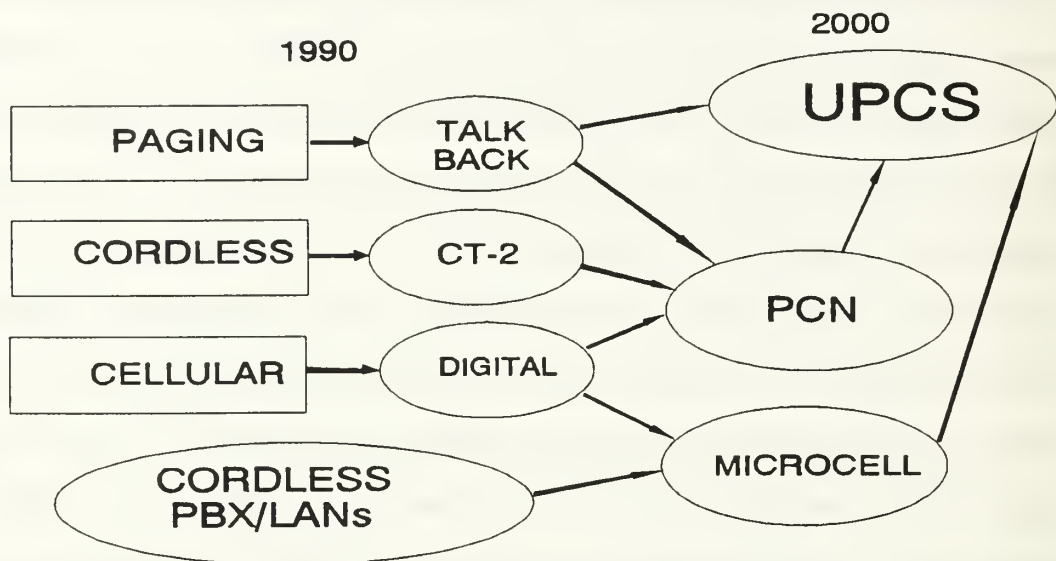 1990
2000
PAGING
TALK
BACK
UPCS
CORDLESS
CT-2
PCN
CELLULAR
DIGITAL
CORDLESS
PBX/LANs
MICROCELL